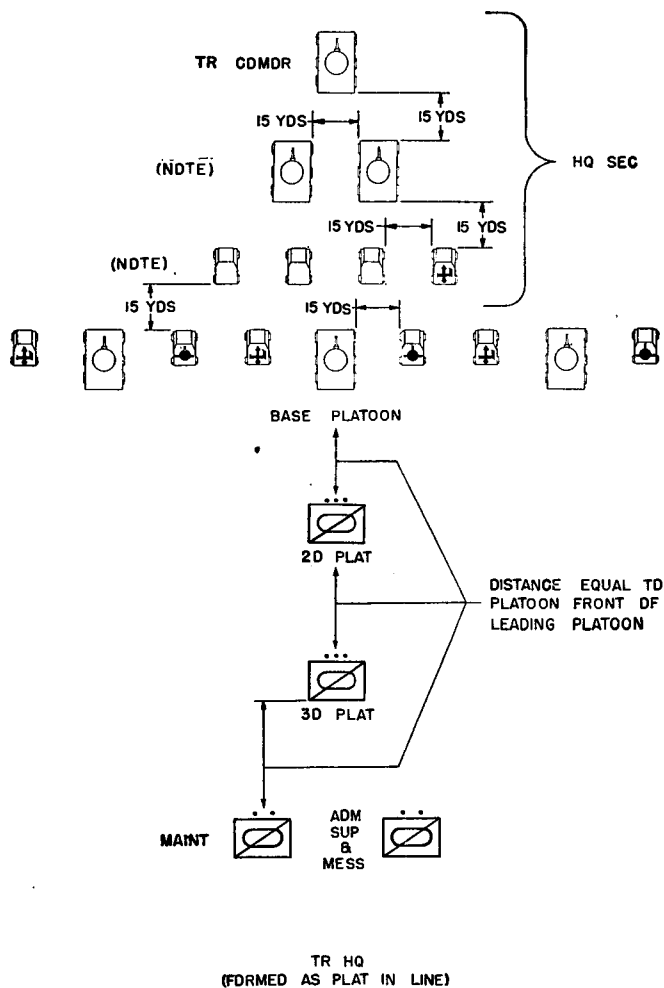 TR CDMDR
15 YDS
15 YDS
(NDTE)
HQ SEC
15 YDS
15 YDS
(NDTE)
15 YDS
15 YDS
BASE PLATOON
2D PLAT
DISTANCE EQUAL TD
PLATOON FRONT DF
LEADING PLATOON
3D PLAT
MAINT
ADM
SUP
&
MESS
TR HQ
(FDRMED AS PLAT IN LINE)